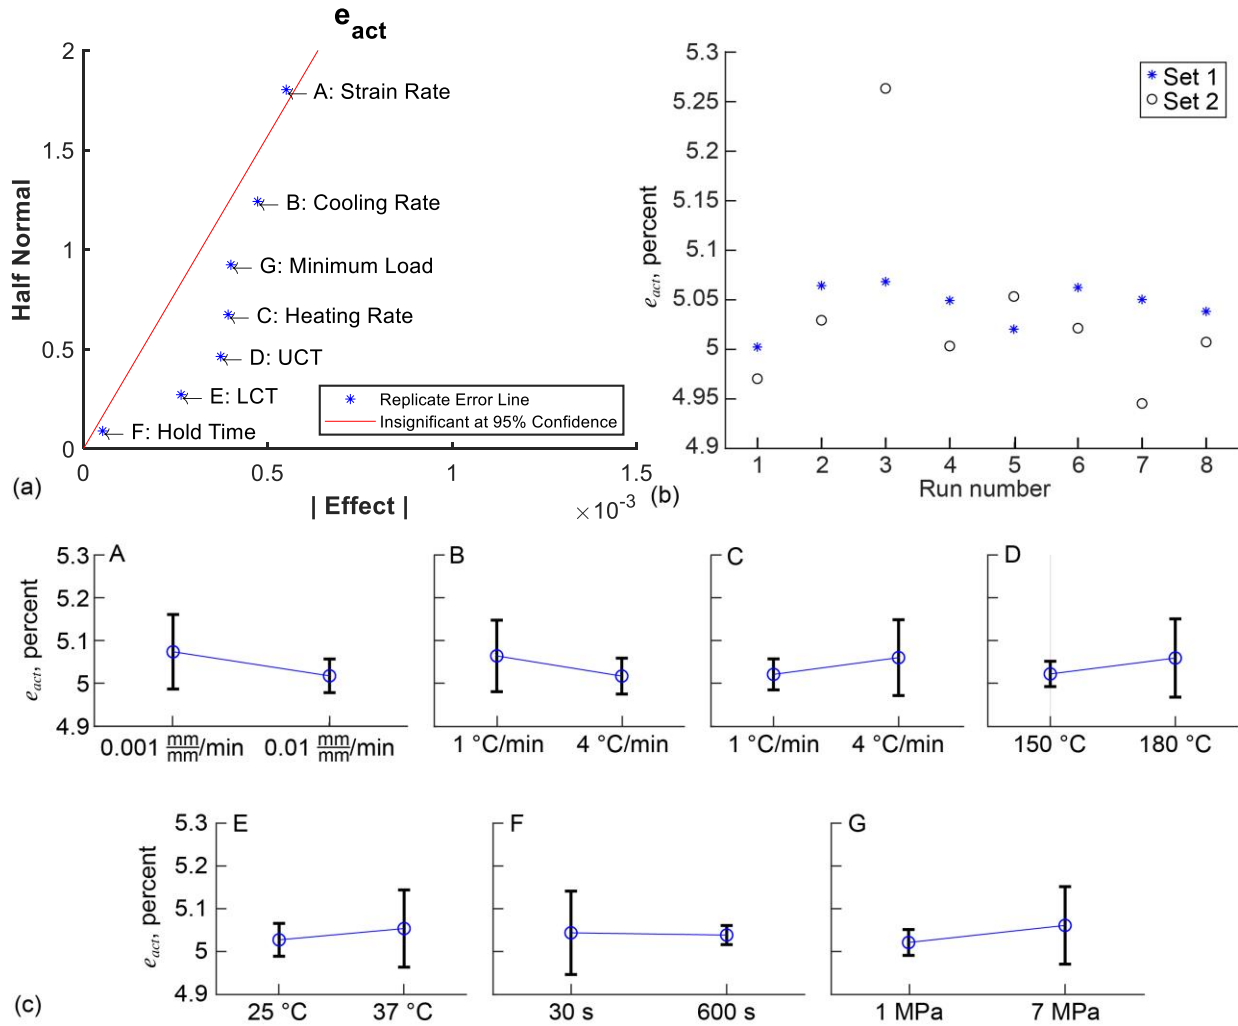 e_act
2
1.5
1
0.5
0
Half Normal
A: Strain Rate
B: Cooling Rate
G: Minimum Load
C: Heating Rate
D: UCT
E: LCT
F: Hold Time
Replicate Error Line
Insignificant at 95% Confidence
0 0.5 1 1.5
| Effect |
×10^-3
(a)
5.3
5.25
5.2
5.15
5.1
5.05
5
4.95
4.9
e_act, percent
Set 1
Set 2
1 2 3 4 5 6 7 8
Run number
(b)
A
5.3
5.2
5.1
5
4.9
e_act, percent
0.001 mm/mm/min 0.01 mm/mm/min
B
1 °C/min 4 °C/min
C
1 °C/min 4 °C/min
D
150 °C 180 °C
E
5.3
5.2
5.1
5
4.9
e_act, percent
25 °C 37 °C
F
30 s 600 s
G
1 MPa 7 MPa
(c)